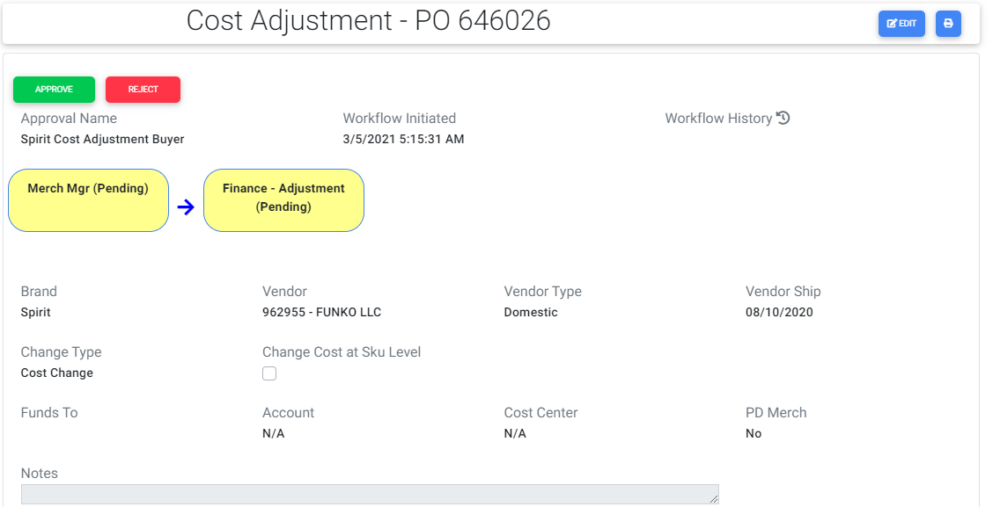 Cost Adjustment - PO 646026
EDIT
APPROVE
REJECT
Approval Name
Workflow Initiated
Workflow History
Spirit Cost Adjustment Buyer
3/5/2021 5:15:31 AM
Merch Mgr (Pending)
Finance - Adjustment
(Pending)
Brand
Vendor
Vendor Type
Vendor Ship
Spirit
962955 - FUNKO LLC
Domestic
08/10/2020
Change Type
Change Cost at Sku Level
Cost Change
Funds To
Account
Cost Center
PD Merch
N/A
N/A
No
Notes